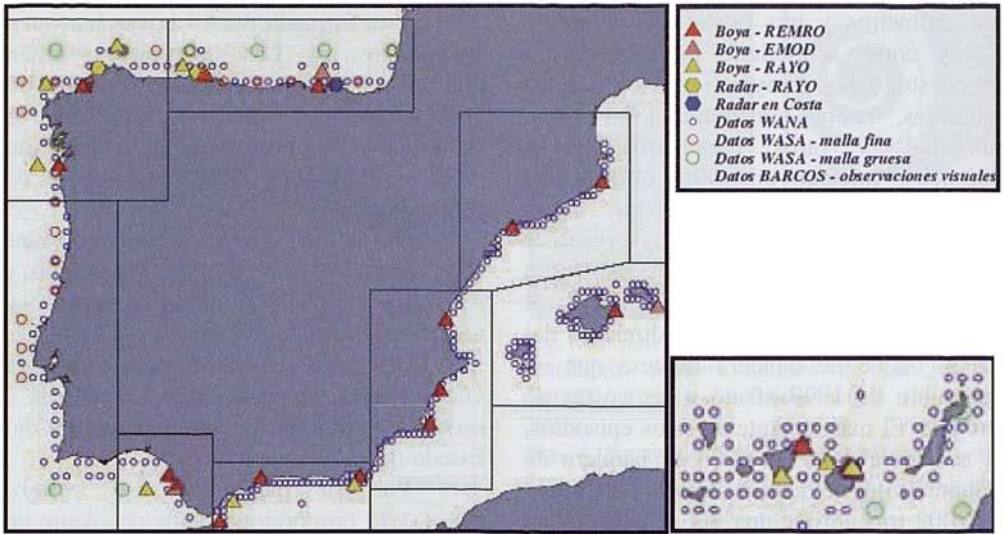 Boya - REMRO
Boya - EMOD
Boya - RAYO
Radar - RAYO
Radar en Costa
Datos WANA
Datos WASA - malla fina
Datos WASA - malla gruesa
Datos BARCOS - observaciones visuales